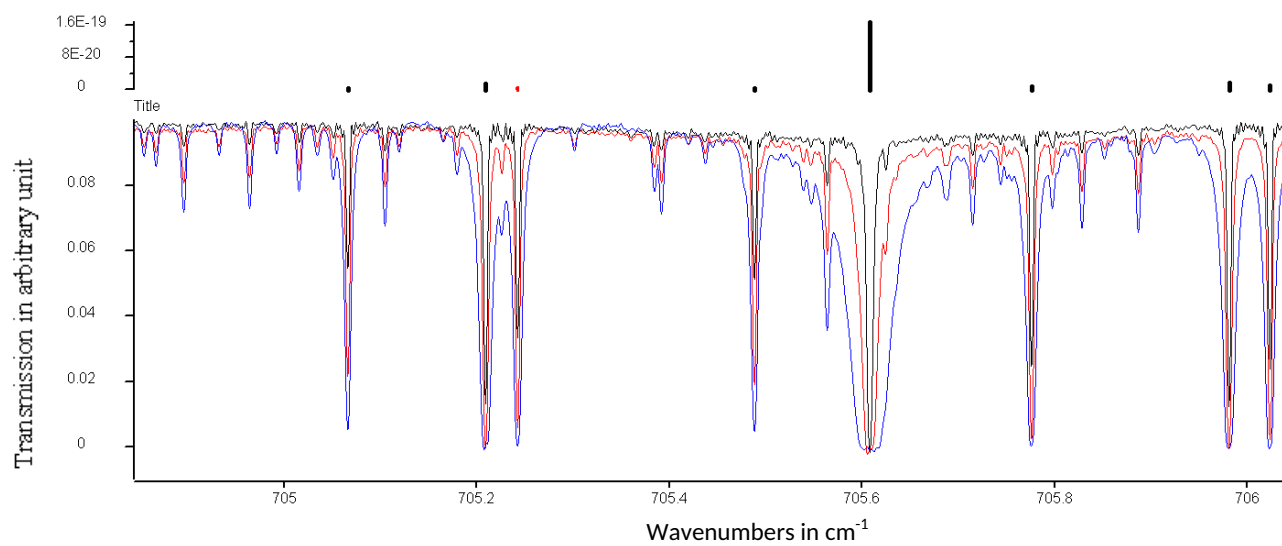 1.6E-19
8E-20
0
Title
Transmission in arbitrary unit
0.08
0.06
0.04
0.02
0
705
705.2
705.4
705.6
705.8
706
Wavenumbers in cm-1